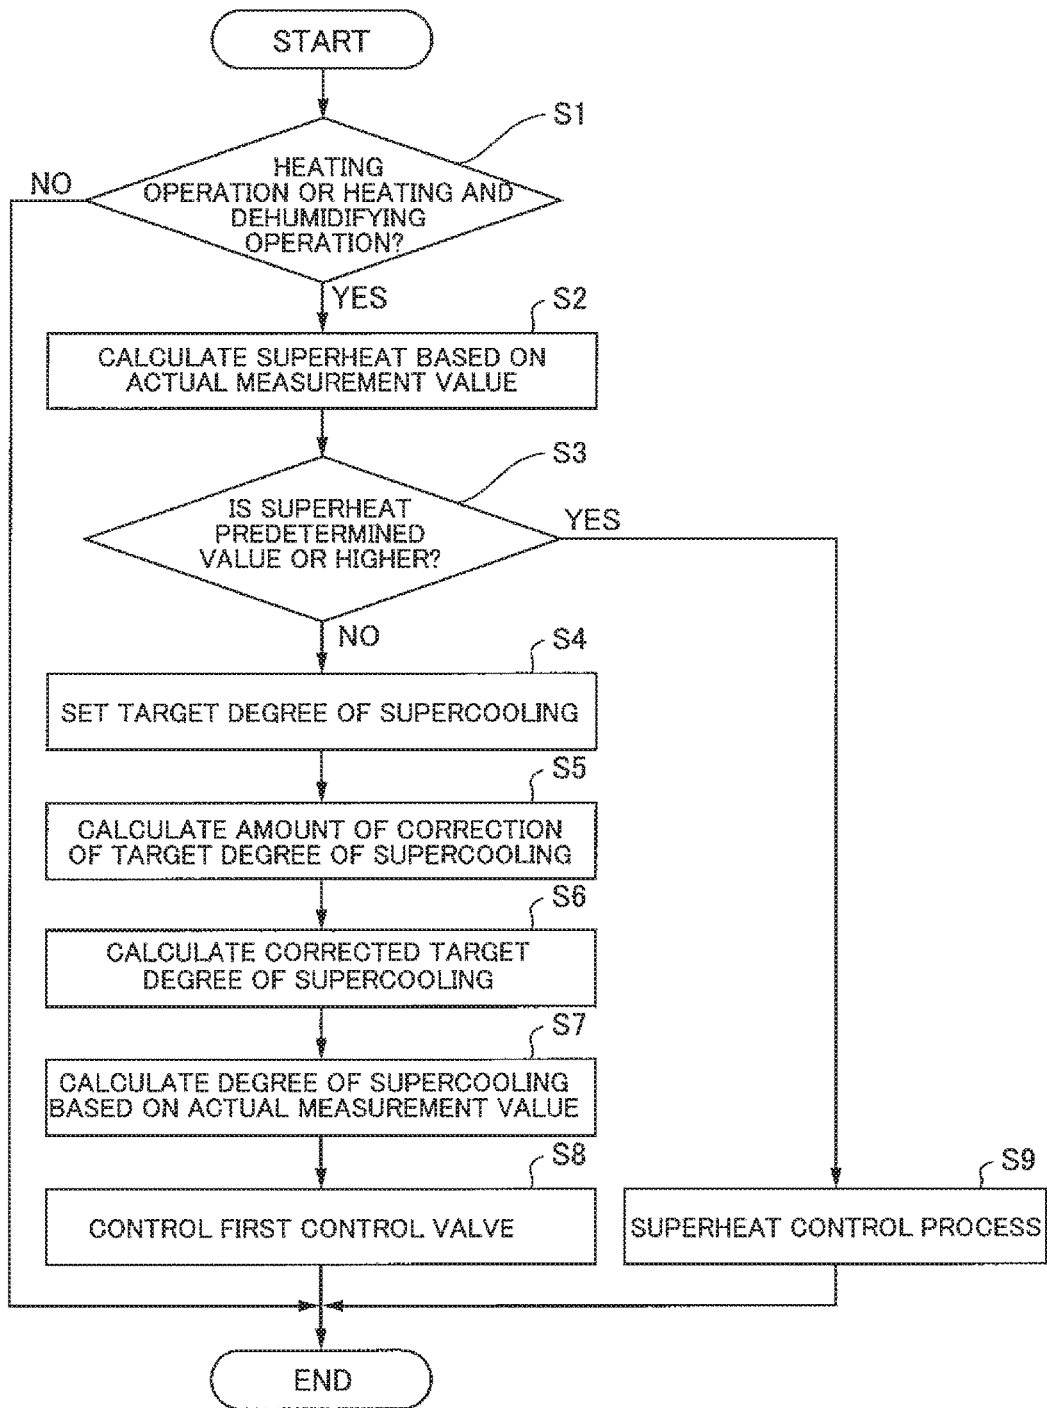 START
S1
HEATING
OPERATION OR HEATING AND
DEHUMIDIFYING
OPERATION?
NO
YES
S2
CALCULATE SUPERHEAT BASED ON
ACTUAL MEASUREMENT VALUE
S3
IS SUPERHEAT
PREDETERMINED
VALUE OR HIGHER?
YES
NO
S4
SET TARGET DEGREE OF SUPERCOOLING
S5
CALCULATE AMOUNT OF CORRECTION
OF TARGET DEGREE OF SUPERCOOLING
S6
CALCULATE CORRECTED TARGET
DEGREE OF SUPERCOOLING
S7
CALCULATE DEGREE OF SUPERCOOLING
BASED ON ACTUAL MEASUREMENT VALUE
S8
CONTROL FIRST CONTROL VALVE
S9
SUPERHEAT CONTROL PROCESS
END